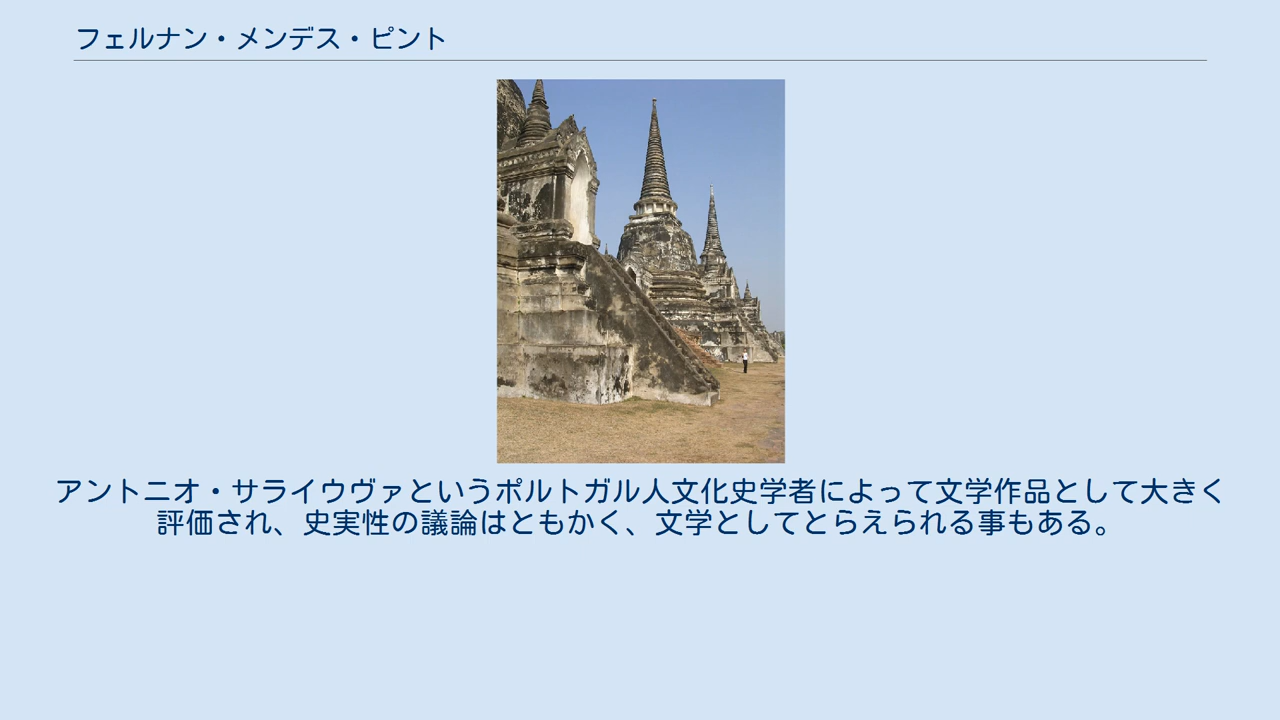 フェルナン・メンデス・ピント
アントニオ・サライウヴァというポルトガル人文化史学者によって文学作品として大きく
評価され、史実性の議論はともかく、文学としてとらえられる事もある。